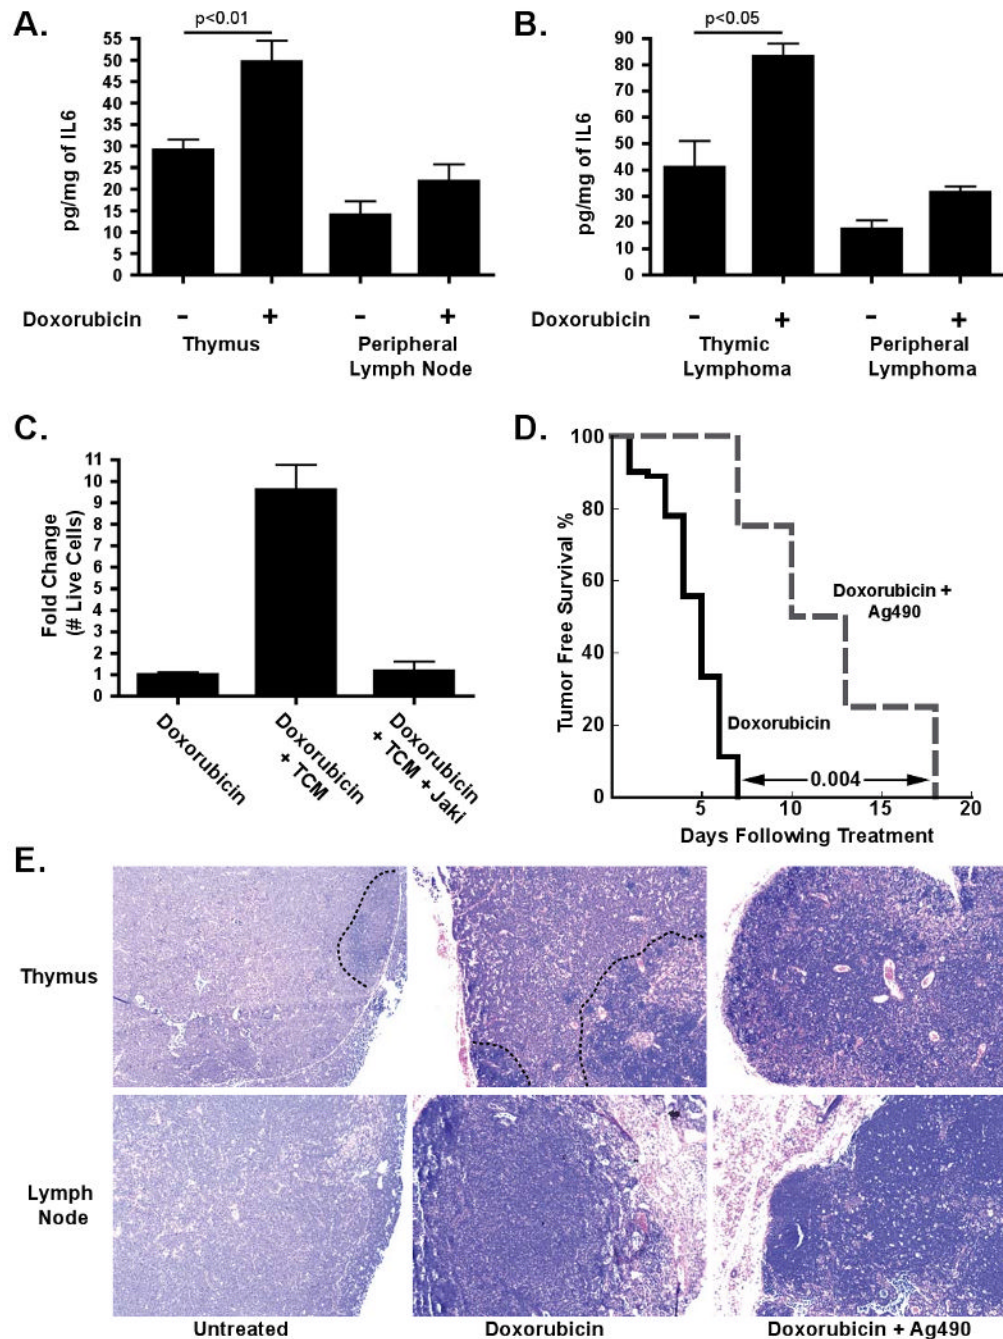 A.
p<0.01
pg/mg of IL6
55
50
45
40
35
30
25
20
15
10
5
0
Doxorubicin - + - +
Thymus
Peripheral
Lymph Node
B.
p<0.05
pg/mg of IL6
90
80
70
60
50
40
30
20
10
0
Doxorubicin - + - +
Thymic
Lymphoma
Peripheral
Lymphoma
C.
Fold Change
(# Live Cells)
11
10
9
8
7
6
5
4
3
2
1
0
Doxorubicin
Doxorubicin
+ TCM
Doxorubicin
+ TCM + Jaki
D.
Tumor Free Survival %
100
80
60
40
20
0
Doxorubicin +
Ag490
Doxorubicin
0.004
5 10 15 20
Days Following Treatment
E.
Thymus
Lymph
Node
Untreated
Doxorubicin
Doxorubicin + Ag490